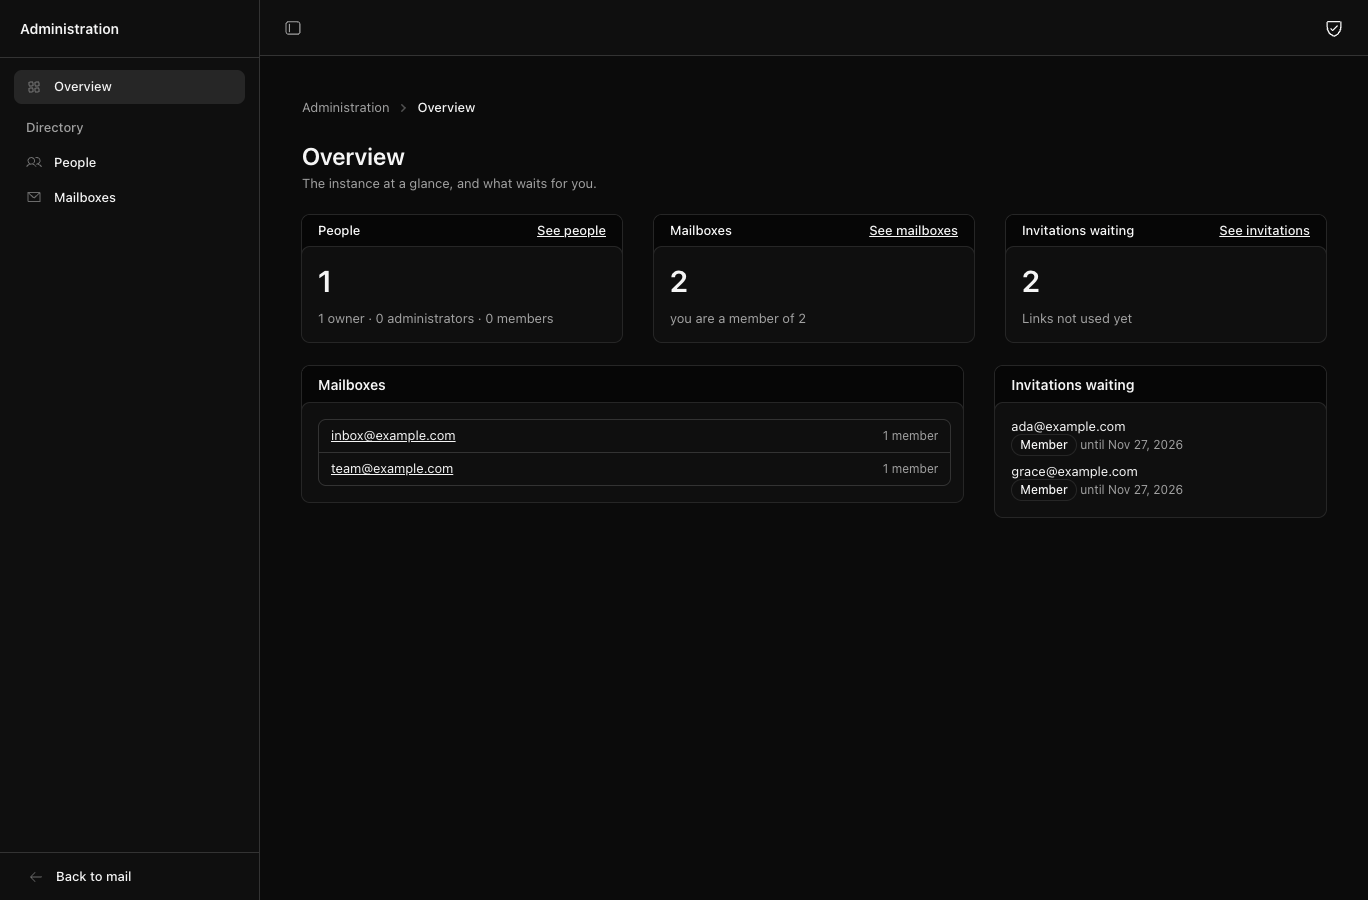 Administration
Overview
Directory
People
Mailboxes
Back to mail
Administration > Overview
Overview
The instance at a glance, and what waits for you.
People See people
1
1 owner · 0 administrators · 0 members
Mailboxes See mailboxes
2
you are a member of 2
Invitations waiting See invitations
2
Links not used yet
Mailboxes
inbox@example.com 1 member
team@example.com 1 member
Invitations waiting
ada@example.com
Member until Nov 27, 2026
grace@example.com
Member until Nov 27, 2026